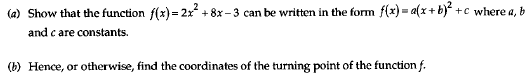 (a) Show that the function f(x) = 2x² + 8x – 3 can be written in the form f(x) = a(x + b)² + c where a, b
and c are constants.
(b) Hence, or otherwise, find the coordinates of the turning point of the function f.